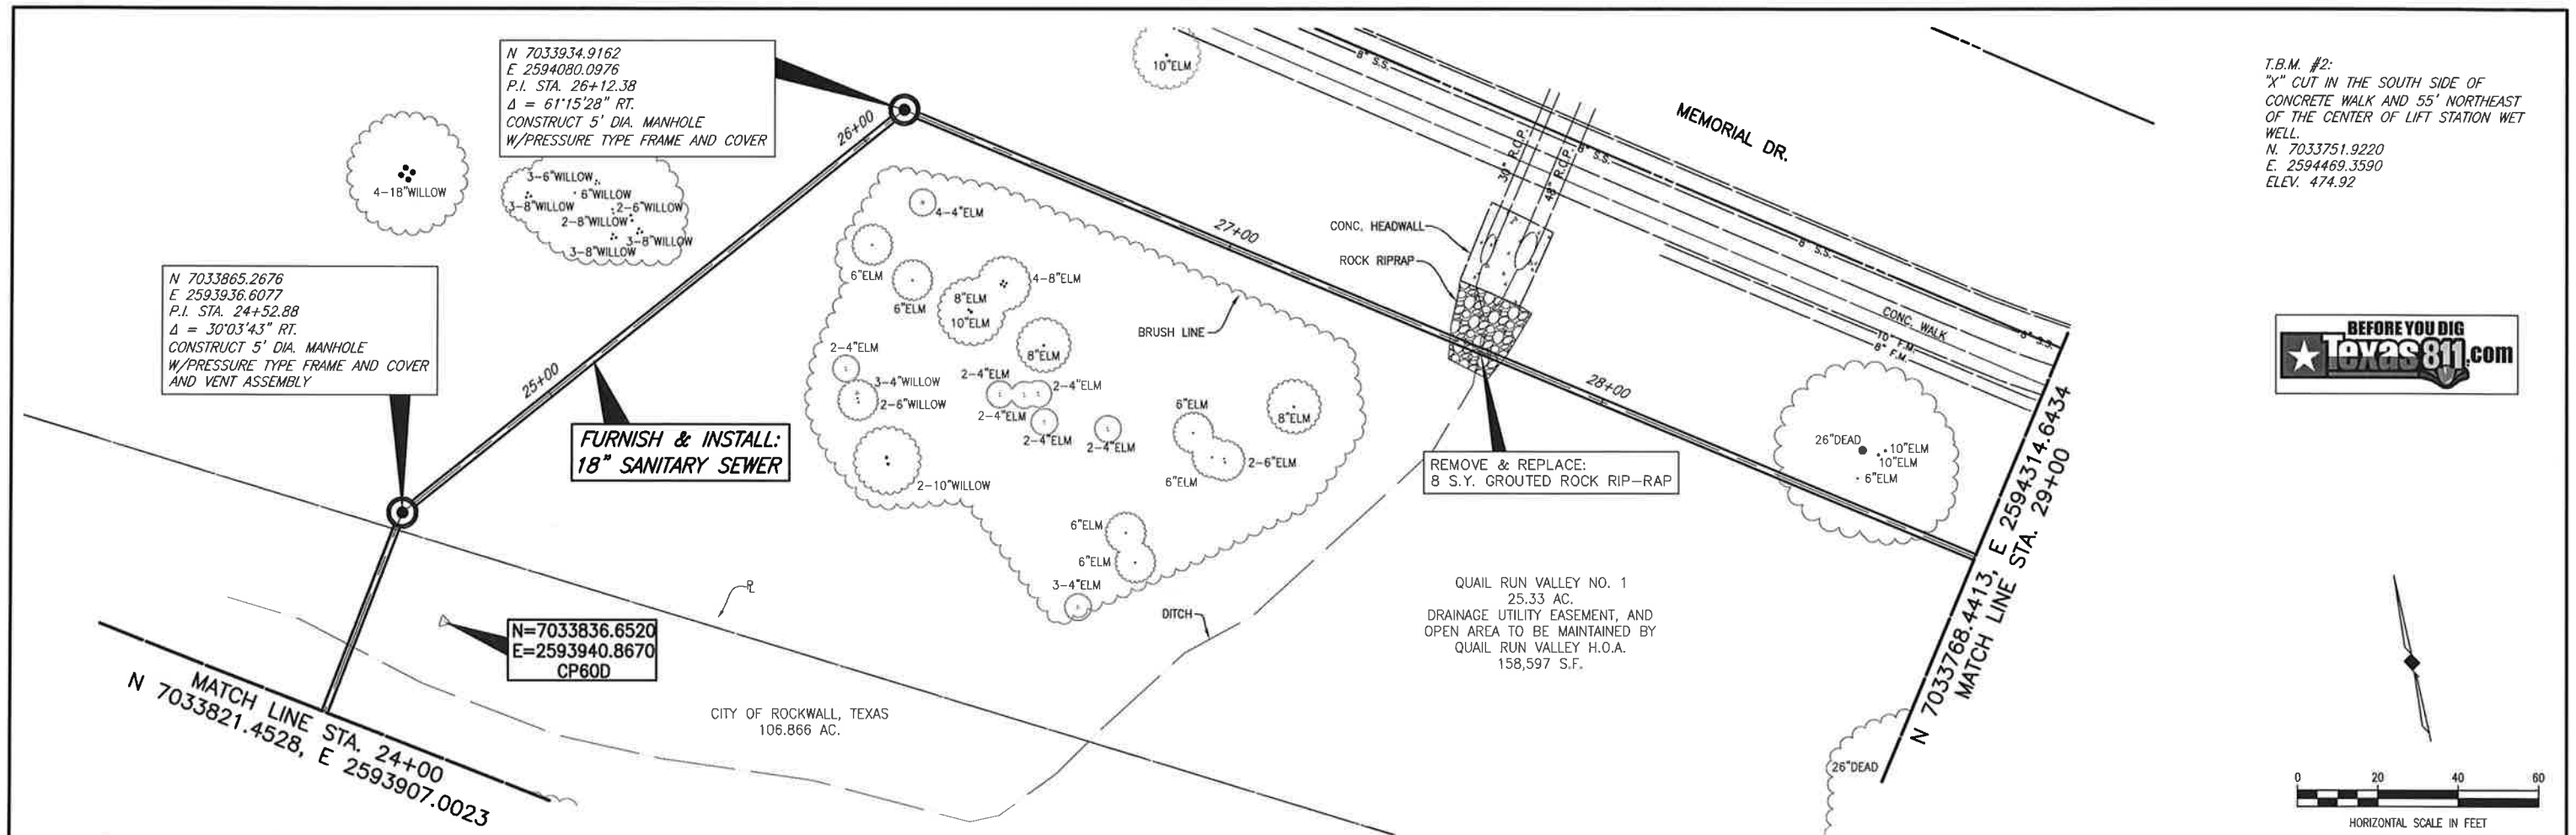 N 7033934.9162
E 2594080.0976
P.I. STA. 26+12.38
Δ = 61°15'28" RT.
CONSTRUCT 5' DIA. MANHOLE
W/PRESSURE TYPE FRAME AND COVER
N 7033865.2676
E 2593936.6077
P.I. STA. 24+52.88
Δ = 30°03'43" RT.
CONSTRUCT 5' DIA. MANHOLE
W/PRESSURE TYPE FRAME AND COVER
AND VENT ASSEMBLY
4-18"WILLOW
3-6"WILLOW
6"WILLOW
3-8"WILLOW
2-6"WILLOW
2-8"WILLOW
3-8"WILLOW
3-8"WILLOW
26+00
25+00
FURNISH & INSTALL:
18" SANITARY SEWER
10"ELM
4-4"ELM
6"ELM
6"ELM
4-8"ELM
8"ELM
10"ELM
8"ELM
2-4"ELM
3-4"WILLOW
2-6"WILLOW
2-4"ELM
2-4"ELM
2-4"ELM
2-4"ELM
2-4"ELM
2-10"WILLOW
6"ELM
2-6"ELM
6"ELM
8"ELM
6"ELM
6"ELM
3-4"ELM
BRUSH LINE
27+00
CONC. HEADWALL
ROCK RIPRAP
30" R.C.P.
48" R.C.P.
8" S.S.
8" S.S.
8" S.S.
8" S.S.
MEMORIAL DR.
CONC. WALK
10" F.M.
8" F.M.
28+00
REMOVE & REPLACE:
8 S.Y. GROUTED ROCK RIP-RAP
26"DEAD
10"ELM
10"ELM
6"ELM
26"DEAD
N 7033768.4413, E 2594314.6434
MATCH LINE STA. 29+00
QUAIL RUN VALLEY NO. 1
25.33 AC.
DRAINAGE UTILITY EASEMENT, AND
OPEN AREA TO BE MAINTAINED BY
QUAIL RUN VALLEY H.O.A.
158,597 S.F.
DITCH
PL
N=7033836.6520
E=2593940.8670
CP60D
MATCH LINE STA. 24+00
N 7033821.4528, E 2593907.0023
CITY OF ROCKWALL, TEXAS
106.866 AC.
T.B.M. #2:
"X" CUT IN THE SOUTH SIDE OF
CONCRETE WALK AND 55' NORTHEAST
OF THE CENTER OF LIFT STATION WET
WELL.
N. 7033751.9220
E. 2594469.3590
ELEV. 474.92
BEFORE YOU DIG
Texas811.com
0 20 40 60
HORIZONTAL SCALE IN FEET